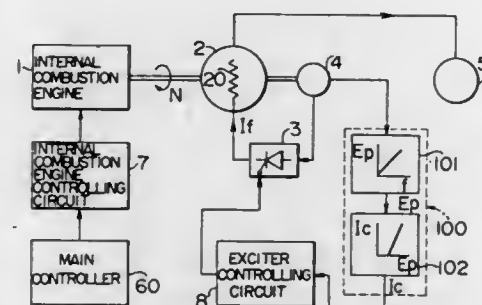 1
INTERNAL
COMBUSTION
ENGINE
2
20
N
If
3
4
5
INTERNAL
COMBUSTION
ENGINE
CONTROLLING
CIRCUIT
7
MAIN
CONTROLLER
60
8
EXCITER
CONTROLLING
CIRCUIT
Ep
f
101
Ep
100
Ic
Ep
102
Ic